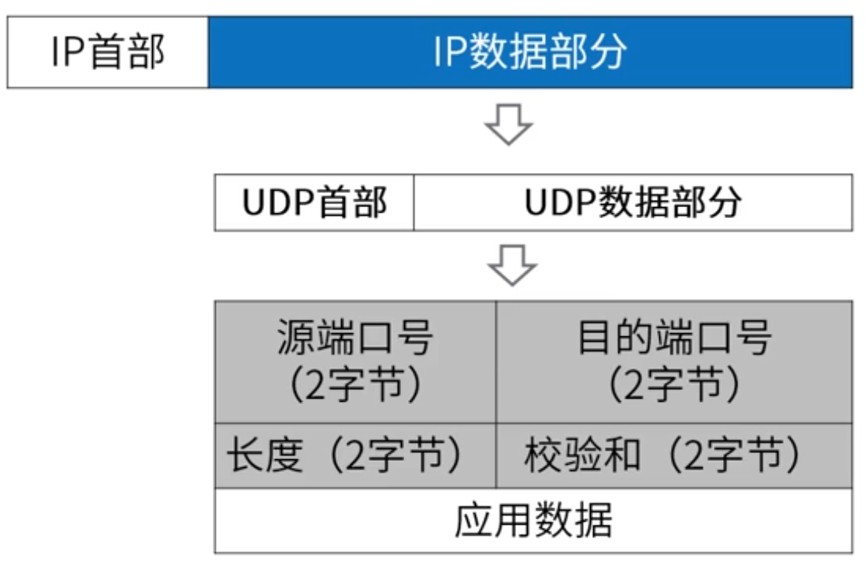 IP首部
IP数据部分
UDP首部
UDP数据部分
源端口号
（2字节）
目的端口号
（2字节）
长度（2字节）
校验和（2字节）
应用数据